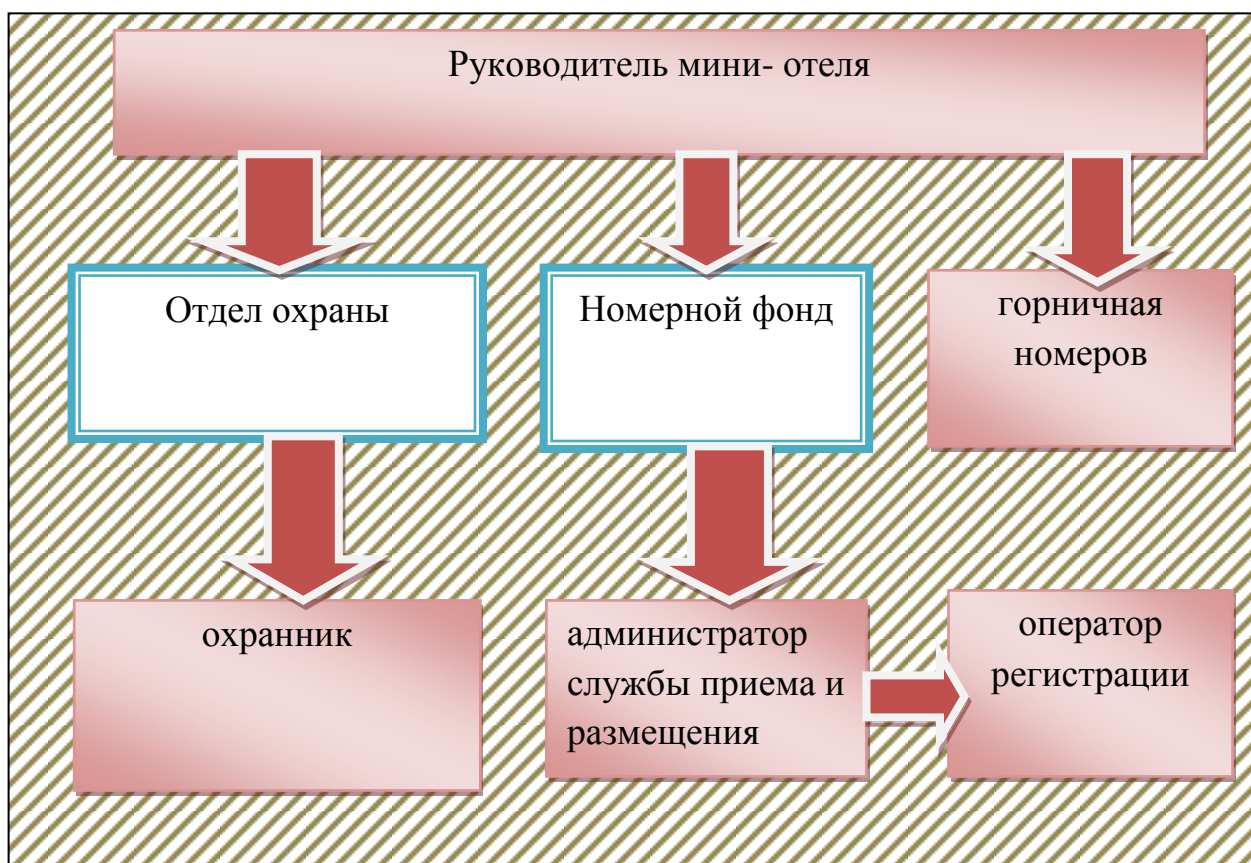 Руководитель мини- отеля
Отдел охраны
Номерной фонд
горничная
номеров
охранник
администратор
службы приема и
размещения
оператор
регистрации